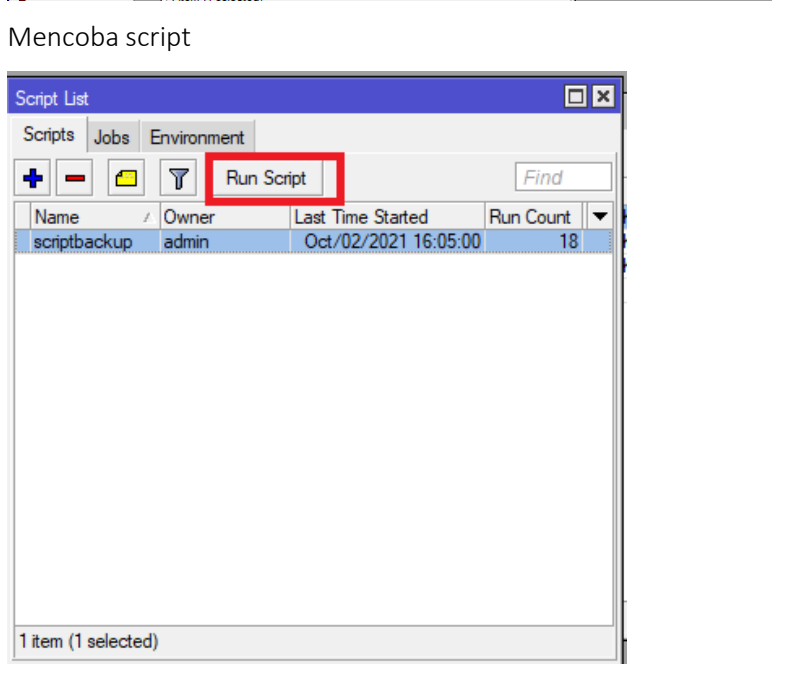 Mencoba script
Script List
Scripts Jobs Environment
Run Script Find
Name Owner Last Time Started Run Count
scriptbackup admin Oct/02/2021 16:05:00 18
1 item (1 selected)